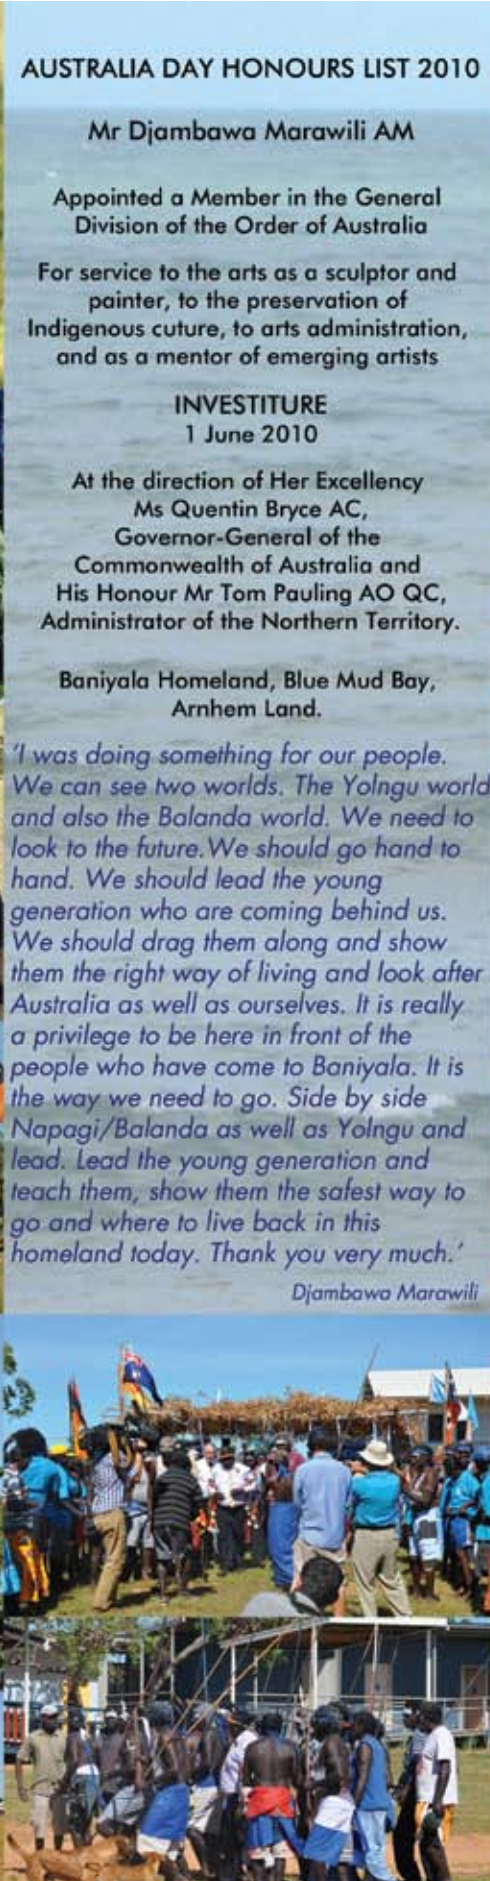 AUSTRALIA DAY HONOURS LIST 2010
Mr Djambawa Marawili AM
Appointed a Member in the General
Division of the Order of Australia
For service to the arts as a sculptor and
painter, to the preservation of
Indigenous cuture, to arts administration,
and as a mentor of emerging artists
INVESTITURE
1 June 2010
At the direction of Her Excellency
Ms Quentin Bryce AC,
Governor-General of the
Commonwealth of Australia and
His Honour Mr Tom Pauling AO QC,
Administrator of the Northern Territory.
Baniyala Homeland, Blue Mud Bay,
Arnhem Land.
'I was doing something for our people.
We can see two worlds. The Yolngu world
and also the Balanda world. We need to
look to the future.We should go hand to
hand. We should lead the young
generation who are coming behind us.
We should drag them along and show
them the right way of living and look after
Australia as well as ourselves. It is really
a privilege to be here in front of the
people who have come to Baniyala. It is
the way we need to go. Side by side
Napagi/Balanda as well as Yolngu and
lead. Lead the young generation and
teach them, show them the safest way to
go and where to live back in this
homeland today. Thank you very much.'
Djambawa Marawili